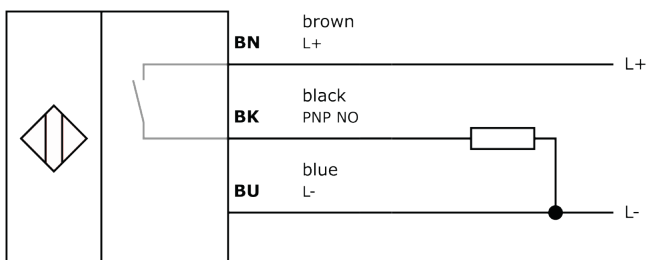 brown
BN L+
L+
black
BK PNP NO
blue
BU L-
L-